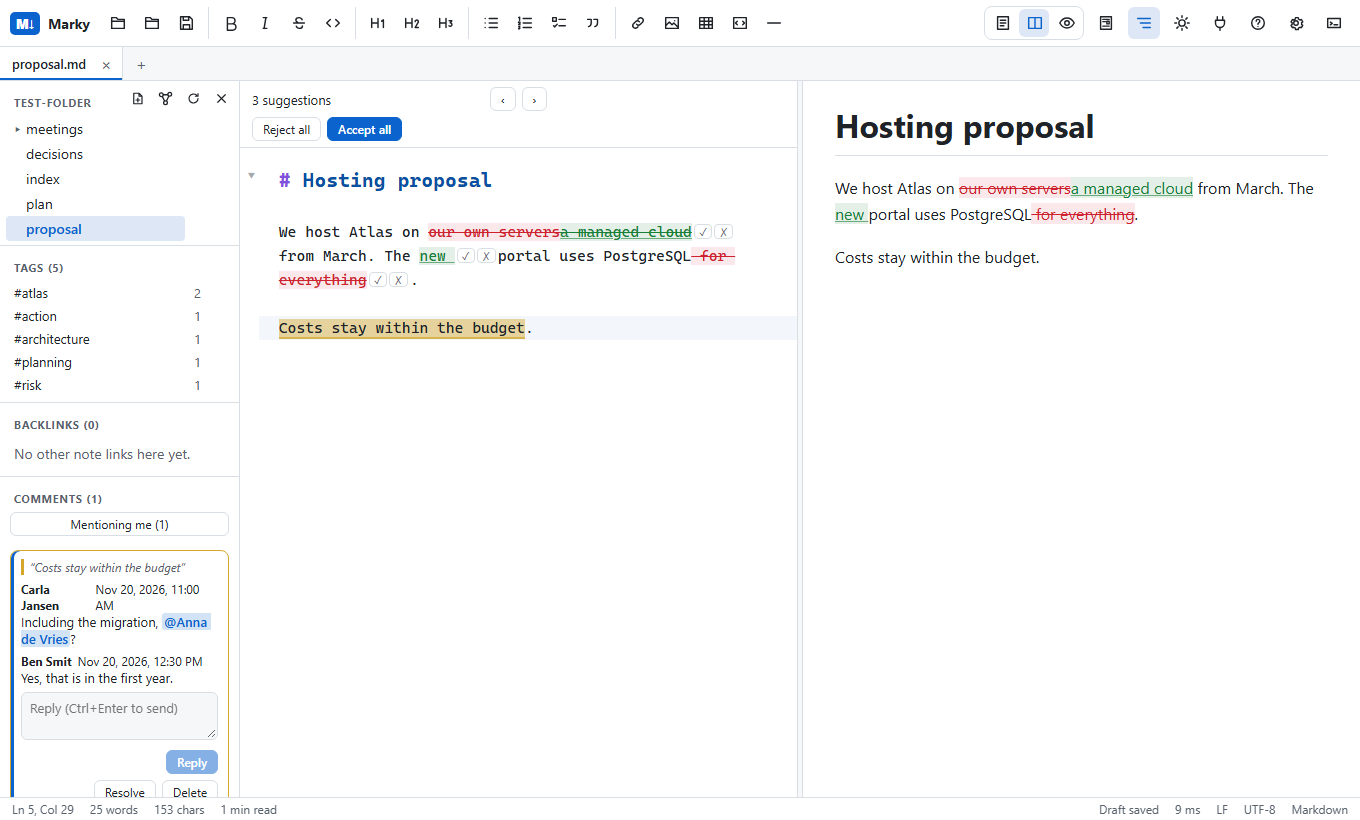 M↓ Marky
B I S <> H1 H2 H3
proposal.md × +
TEST-FOLDER
meetings
decisions
index
plan
proposal
TAGS (5)
#atlas 2
#action 1
#architecture 1
#planning 1
#risk 1
BACKLINKS (0)
No other note links here yet.
COMMENTS (1)
Mentioning me (1)
“Costs stay within the budget”
Carla Jansen Nov 20, 2026, 11:00 AM
Including the migration, @Anna
de Vries?
Ben Smit Nov 20, 2026, 12:30 PM
Yes, that is in the first year.
Reply (Ctrl+Enter to send)
Reply
Resolve Delete
3 suggestions ‹ ›
Reject all Accept all
# Hosting proposal
We host Atlas on our own serversa managed cloud ✓ X
from March. The new ✓ X portal uses PostgreSQL for
everything ✓ X .
Costs stay within the budget.
Hosting proposal
We host Atlas on our own serversa managed cloud from March. The
new portal uses PostgreSQL for everything.
Costs stay within the budget.
Ln 5, Col 29 25 words 153 chars 1 min read
Draft saved 9 ms LF UTF-8 Markdown